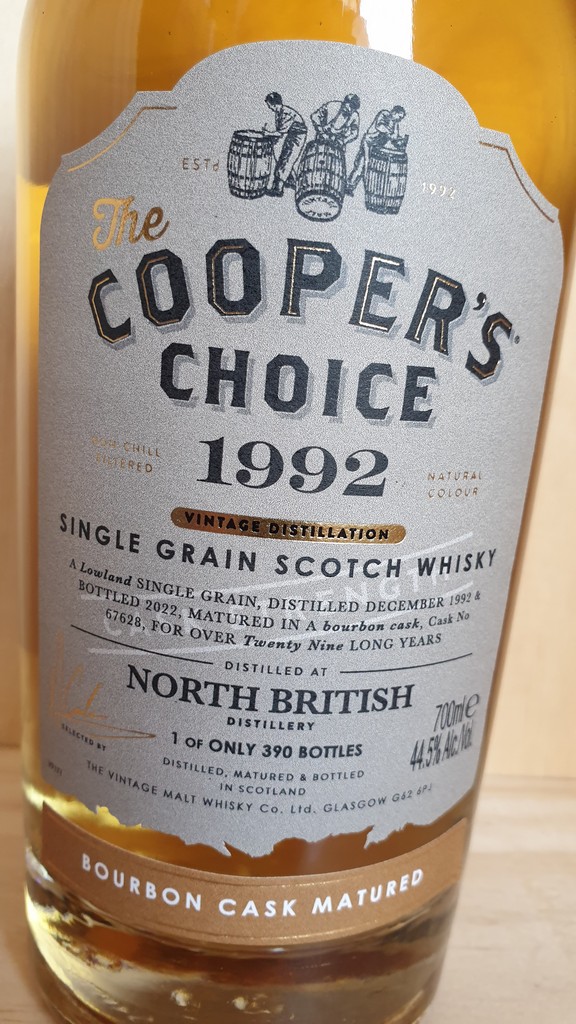 ESTd 1992
The
COOPER'S
CHOICE
NON CHILL
FILTERED
1992
NATURAL
COLOUR
VINTAGE DISTILLATION
SINGLE GRAIN SCOTCH WHISKY
CASK STRENGTH
A Lowland SINGLE GRAIN, DISTILLED DECEMBER 1992 &
BOTTLED 2022, MATURED IN A bourbon cask, Cask No
67628, FOR OVER Twenty Nine LONG YEARS
DISTILLED AT
NORTH BRITISH
DISTILLERY
700ml e
44.5% Alc./Vol.
SELECTED BY
1 OF ONLY 390 BOTTLES
DISTILLED, MATURED & BOTTLED
IN SCOTLAND
THE VINTAGE MALT WHISKY Co. Ltd. GLASGOW G62 6PJ
BOURBON CASK MATURED